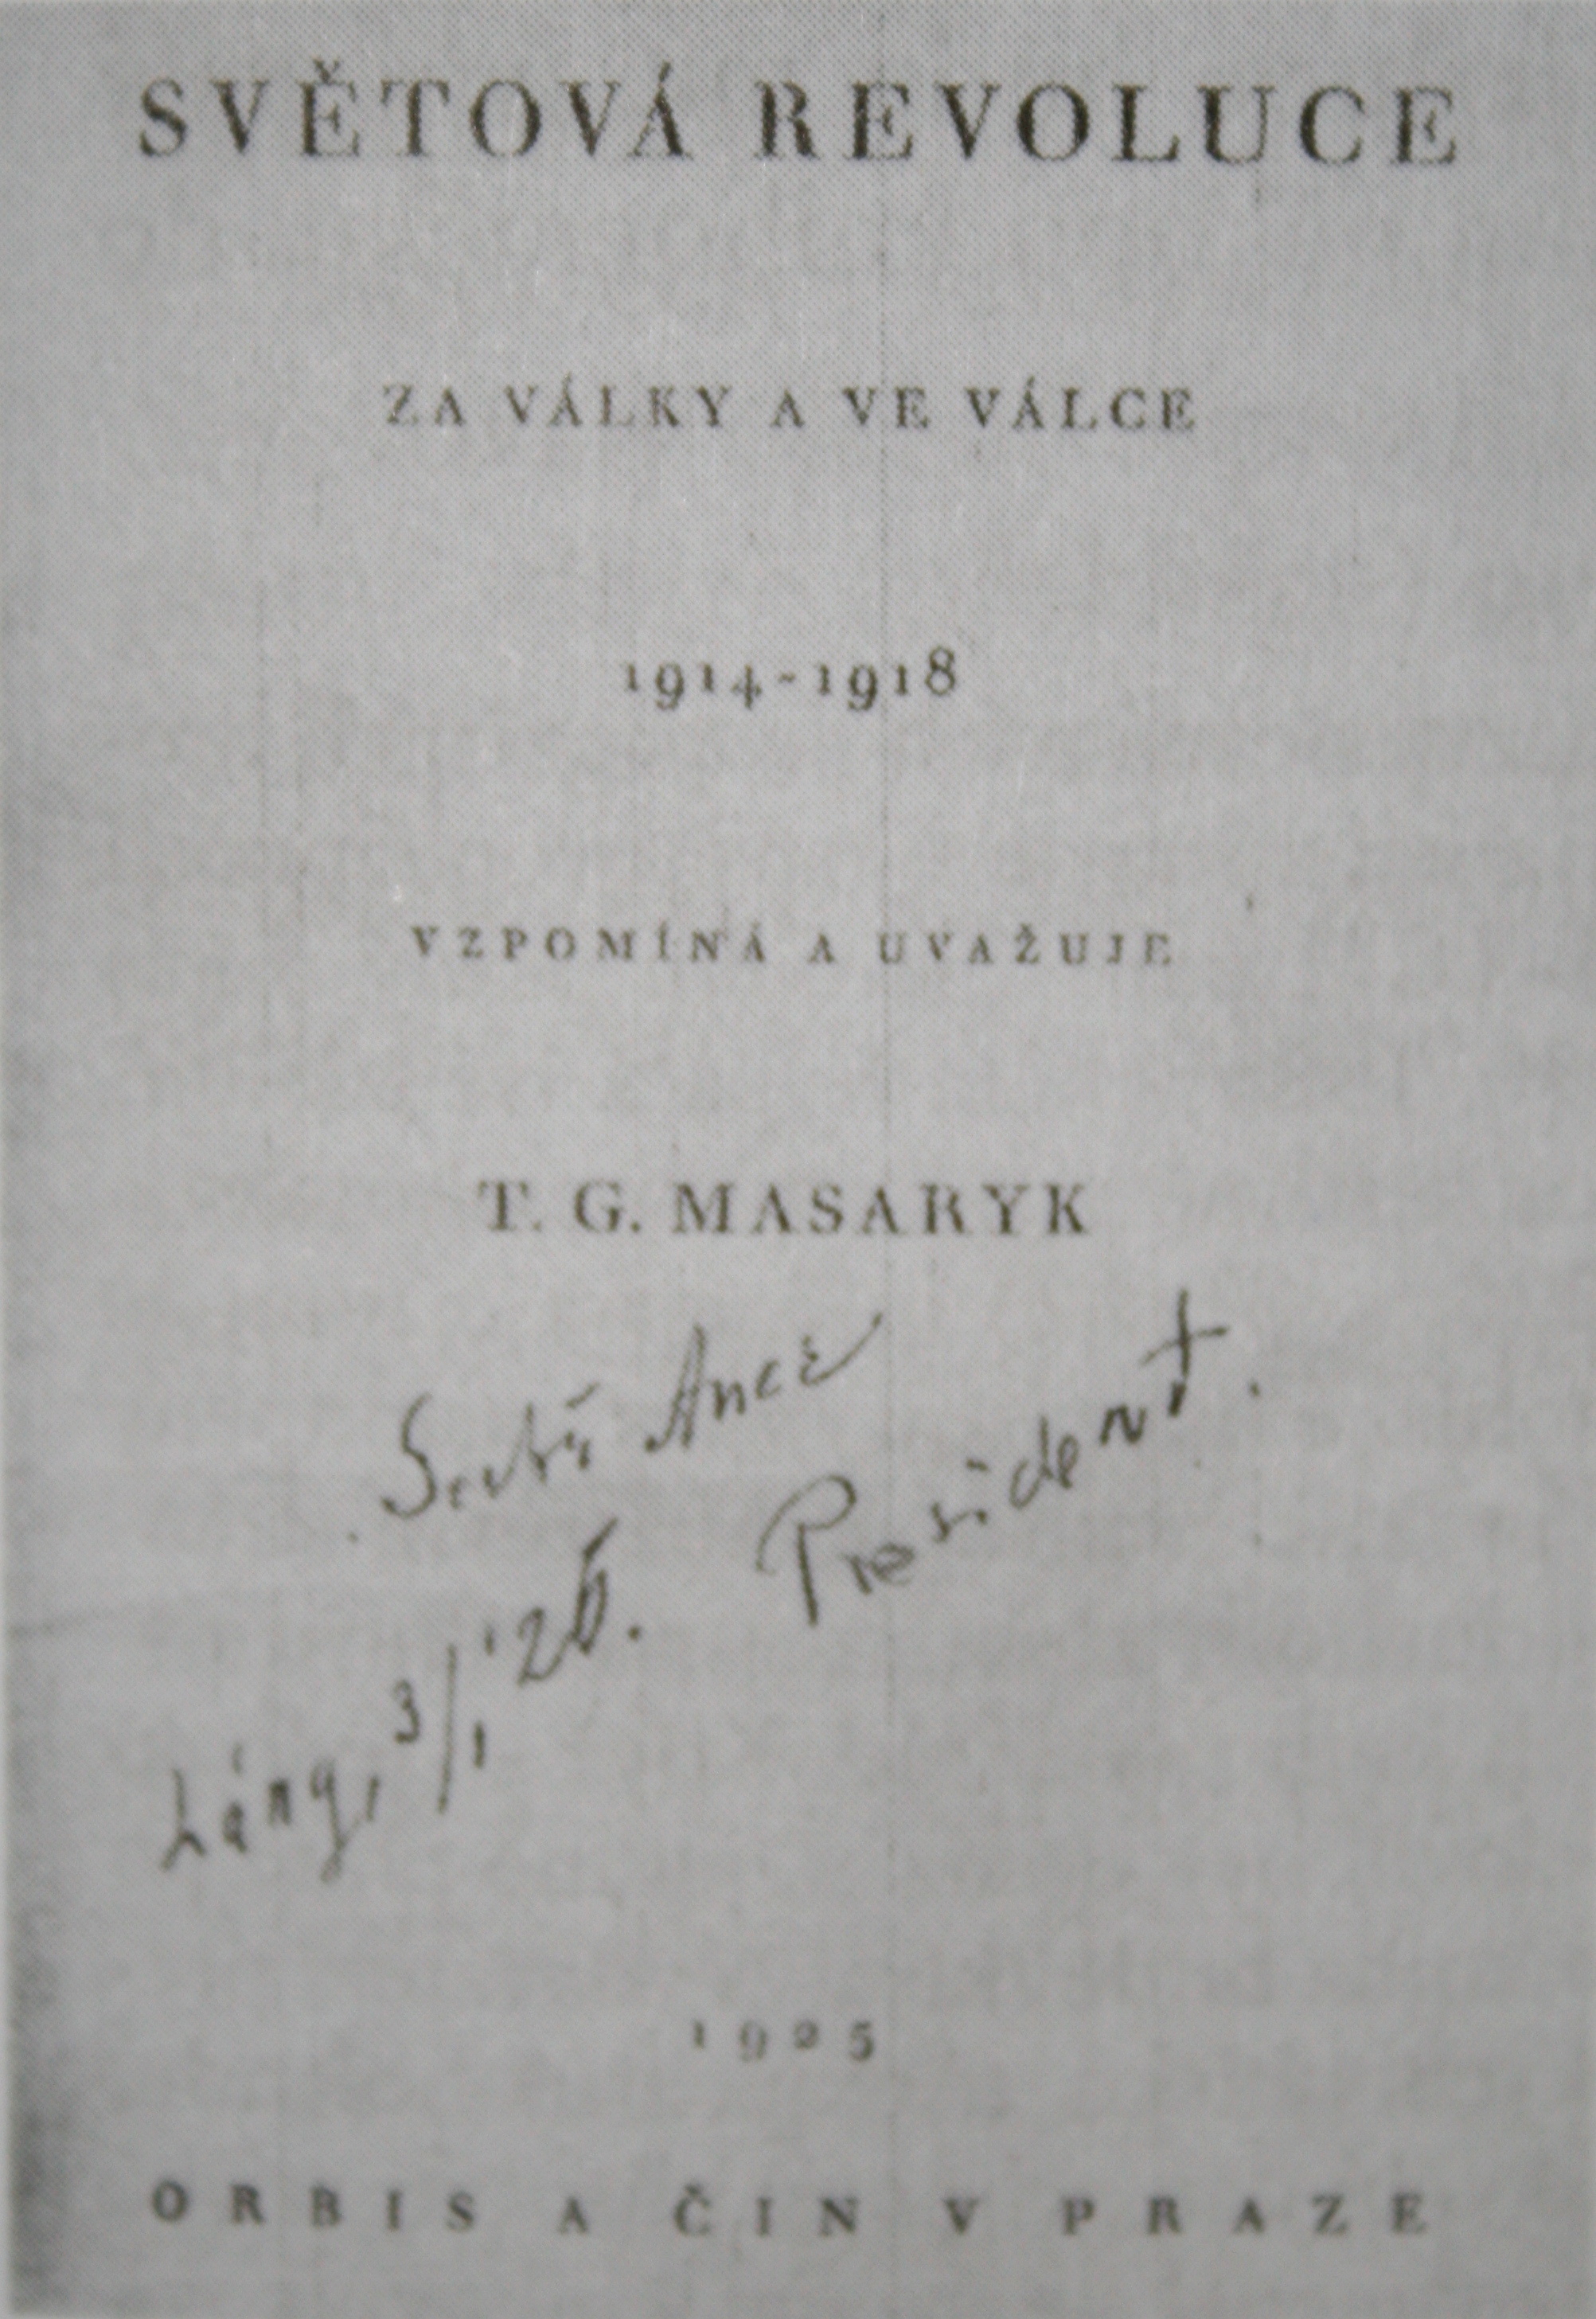 SVĚTOVÁ REVOLUCE
ZA VÁLKY A VE VÁLCE
1914-1918
VZPOMÍNÁ A UVAŽUJE
T. G. MASARYK
Ance
President.
Lány, 3/1 '26.
1925
ORBIS A ČIN V PRAZE